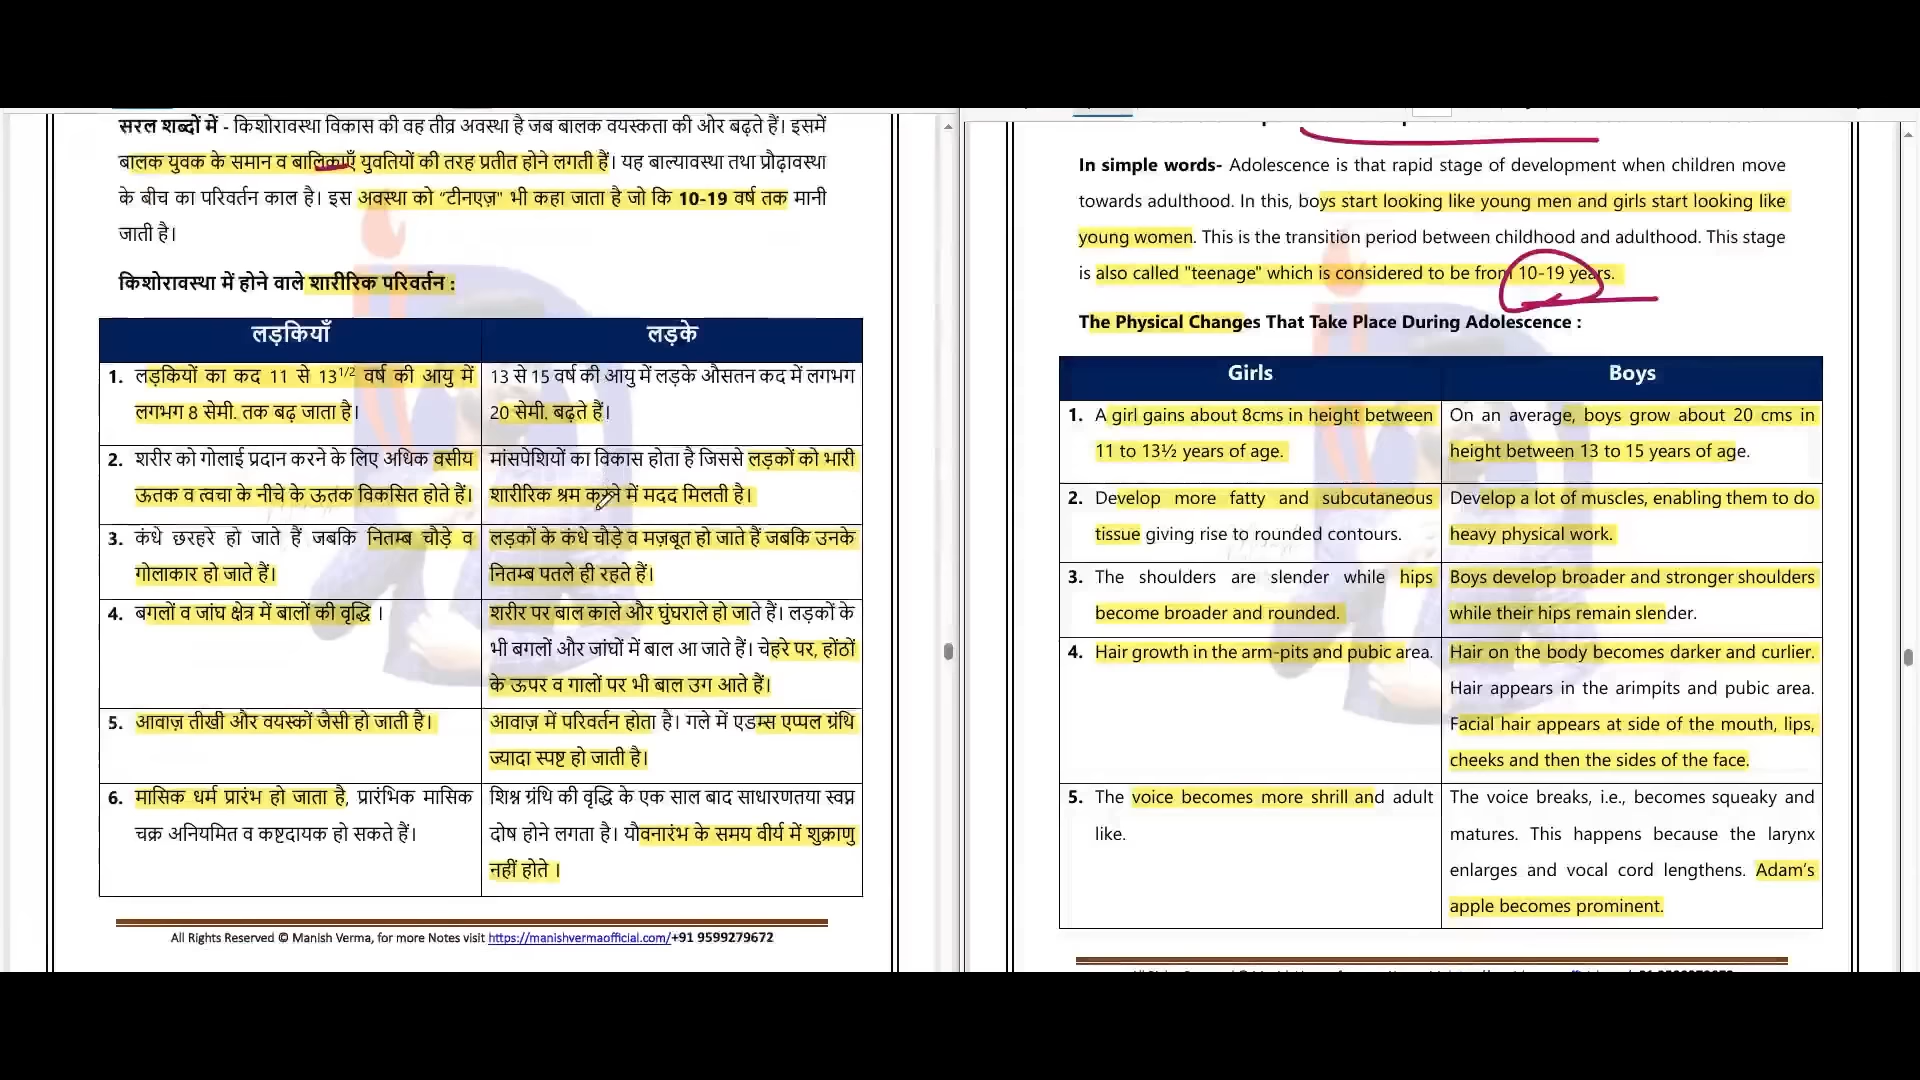 सरल शब्दों में - किशोरावस्था विकास की वह तीव्र अवस्था है जब बालक वयस्कता की ओर बढ़ते हैं। इसमें
बालक युवक के समान व बालिकाएँ युवतियों की तरह प्रतीत होने लगती हैं। यह बाल्यावस्था तथा प्रौढ़ावस्था
के बीच का परिवर्तन काल है। इस अवस्था को “टीनएज़" भी कहा जाता है जो कि 10-19 वर्ष तक मानी
जाती है।
किशोरावस्था में होने वाले शारीरिक परिवर्तन :
लड़कियाँ
लड़के
1. लड़कियों का कद 11 से 13 1/2 वर्ष की आयु में
लगभग 8 सेमी. तक बढ़ जाता है।
13 से 15 वर्ष की आयु में लड़के औसतन कद में लगभग
20 सेमी. बढ़ते हैं।
2. शरीर को गोलाई प्रदान करने के लिए अधिक वसीय
ऊतक व त्वचा के नीचे के ऊतक विकसित होते हैं।
मांसपेशियों का विकास होता है जिससे लड़कों को भारी
शारीरिक श्रम करने में मदद मिलती है।
3. कंधे छरहरे हो जाते हैं जबकि नितम्ब चौड़े व
गोलाकार हो जाते हैं।
लड़कों के कंधे चौड़े व मज़बूत हो जाते हैं जबकि उनके
नितम्ब पतले ही रहते हैं।
4. बगलों व जांघ क्षेत्र में बालों की वृद्धि ।
शरीर पर बाल काले और घुंघराले हो जाते हैं। लड़कों के
भी बगलों और जांघों में बाल आ जाते हैं। चेहरे पर, होंठों
के ऊपर व गालों पर भी बाल उग आते हैं।
5. आवाज़ तीखी और वयस्कों जैसी हो जाती है।
आवाज़ में परिवर्तन होता है। गले में एडम्स एप्पल ग्रंथि
ज्यादा स्पष्ट हो जाती है।
6. मासिक धर्म प्रारंभ हो जाता है, प्रारंभिक मासिक
चक्र अनियमित व कष्टदायक हो सकते हैं।
शिश्न ग्रंथि की वृद्धि के एक साल बाद साधारणतया स्वप्न
दोष होने लगता है। यौवनारंभ के समय वीर्य में शुक्राणु
नहीं होते ।
All Rights Reserved © Manish Verma, for more Notes visit https://manishvermaofficial.com/+91 9599279672
In simple words- Adolescence is that rapid stage of development when children move
towards adulthood. In this, boys start looking like young men and girls start looking like
young women. This is the transition period between childhood and adulthood. This stage
is also called "teenage" which is considered to be from 10-19 years.
The Physical Changes That Take Place During Adolescence :
Girls
Boys
1. A girl gains about 8cms in height between
11 to 13½ years of age.
On an average, boys grow about 20 cms in
height between 13 to 15 years of age.
2. Develop more fatty and subcutaneous
tissue giving rise to rounded contours.
Develop a lot of muscles, enabling them to do
heavy physical work.
3. The shoulders are slender while hips
become broader and rounded.
Boys develop broader and stronger shoulders
while their hips remain slender.
4. Hair growth in the arm-pits and pubic area.
Hair on the body becomes darker and curlier.
Hair appears in the arimpits and pubic area.
Facial hair appears at side of the mouth, lips,
cheeks and then the sides of the face.
5. The voice becomes more shrill and adult
like.
The voice breaks, i.e., becomes squeaky and
matures. This happens because the larynx
enlarges and vocal cord lengthens. Adam's
apple becomes prominent.